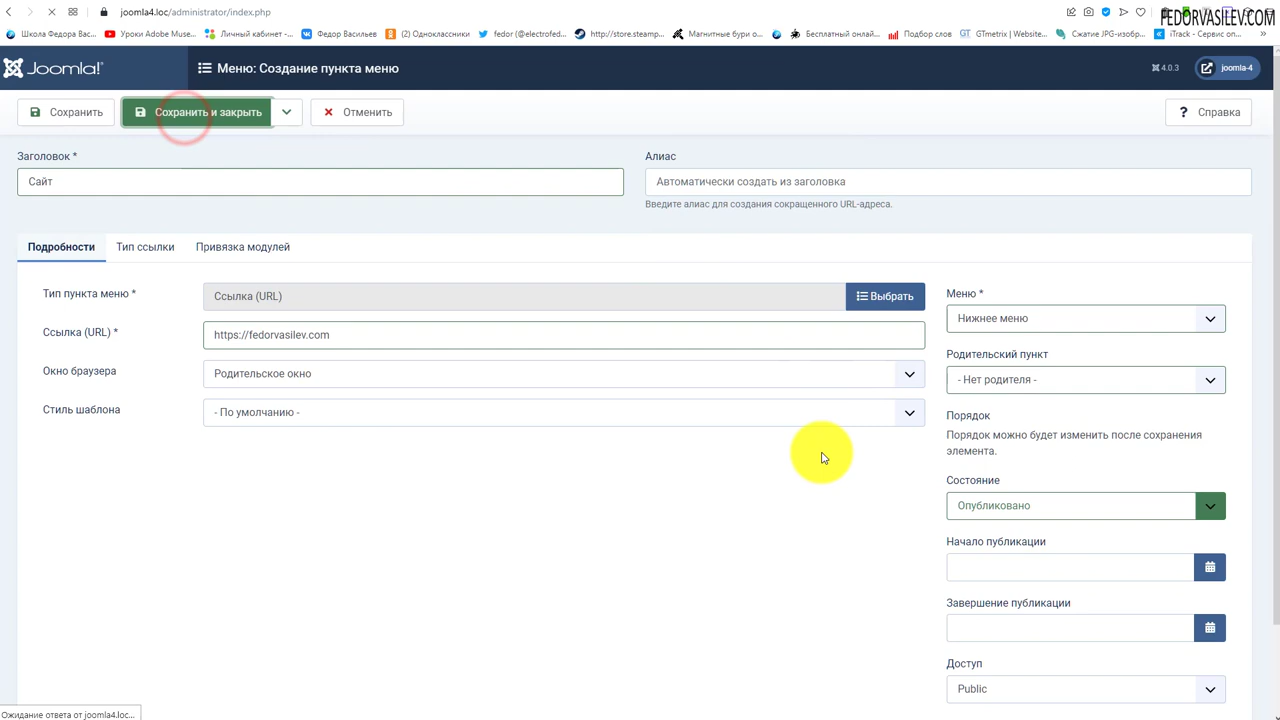 joomla4.loc/administrator/index.php
FEDORVASILEV.COM
Школа Федора Вас...
Уроки Adobe Muse...
Личный кабинет -...
Федор Васильев
(2) Одноклассники
fedor (@electrofed...
http://store.steamp...
Магнитные бури о...
Бесплатный онлай...
Подбор слов
GTmetrix | Website...
Сжатие JPG-изобр...
iTrack - Сервис оп...
Joomla!
Меню: Создание пункта меню
4.0.3
joomla-4
Сохранить
Сохранить и закрыть
Отменить
? Справка
Заголовок *
Алиас
Сайт
Автоматически создать из заголовка
Введите алиас для создания сокращенного URL-адреса.
Подробности
Тип ссылки
Привязка модулей
Тип пункта меню *
Ссылка (URL)
Выбрать
Ссылка (URL) *
https://fedorvasilev.com
Окно браузера
Родительское окно
Стиль шаблона
- По умолчанию -
Меню *
Нижнее меню
Родительский пункт
- Нет родителя -
Порядок
Порядок можно будет изменить после сохранения
элемента.
Состояние
Опубликовано
Начало публикации
Завершение публикации
Доступ
Public
Ожидание ответа от joomla4.loc...